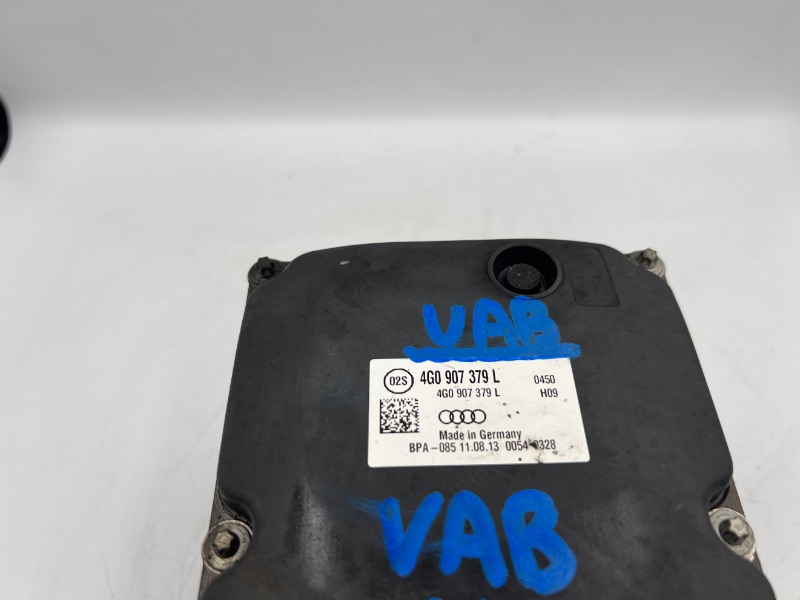 VAB
02S 4G0 907 379 L 0450
4G0 907 379 L H09
Made in Germany
BPA-085 11.08.13 0054-0328
VAB